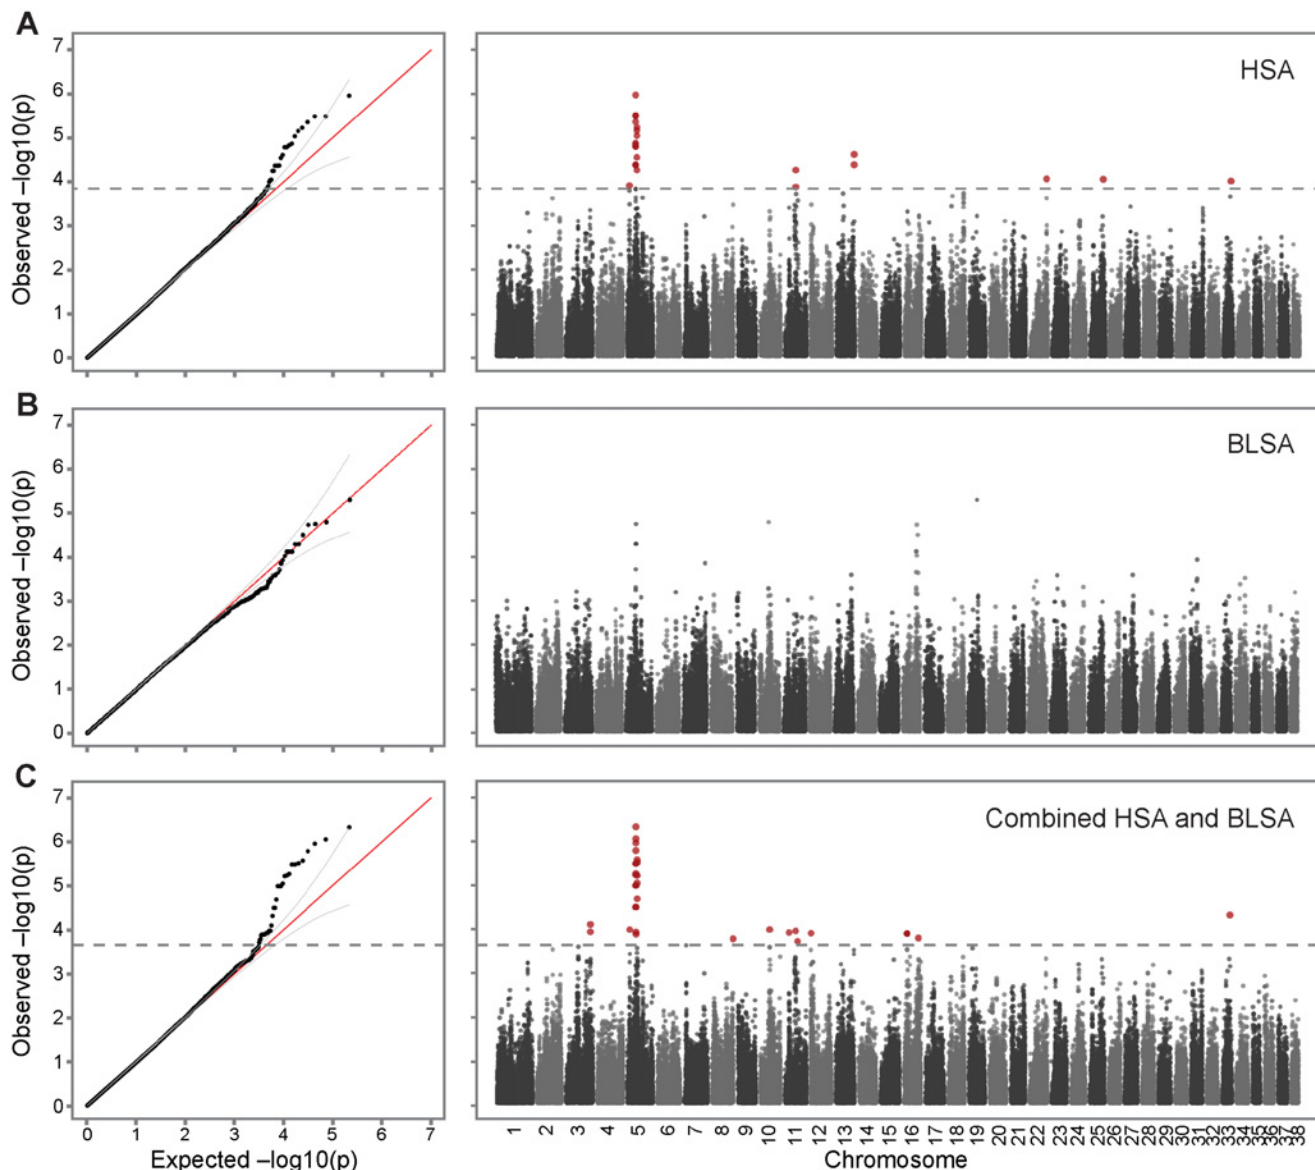 A
Observed –log10(p)
7
6
5
4
3
2
1
0
HSA
B
Observed –log10(p)
7
6
5
4
3
2
1
0
BLSA
C
Observed –log10(p)
7
6
5
4
3
2
1
0
Combined HSA and BLSA
0 1 2 3 4 5 6 7
Expected –log10(p)
1 2 3 4 5 6 7 8 9 10 11 12 13 14 15 16 17 18 19 20 21 22 23 24 25 26 27 28 29 30 31 32 33 34 35 36 37 38
Chromosome